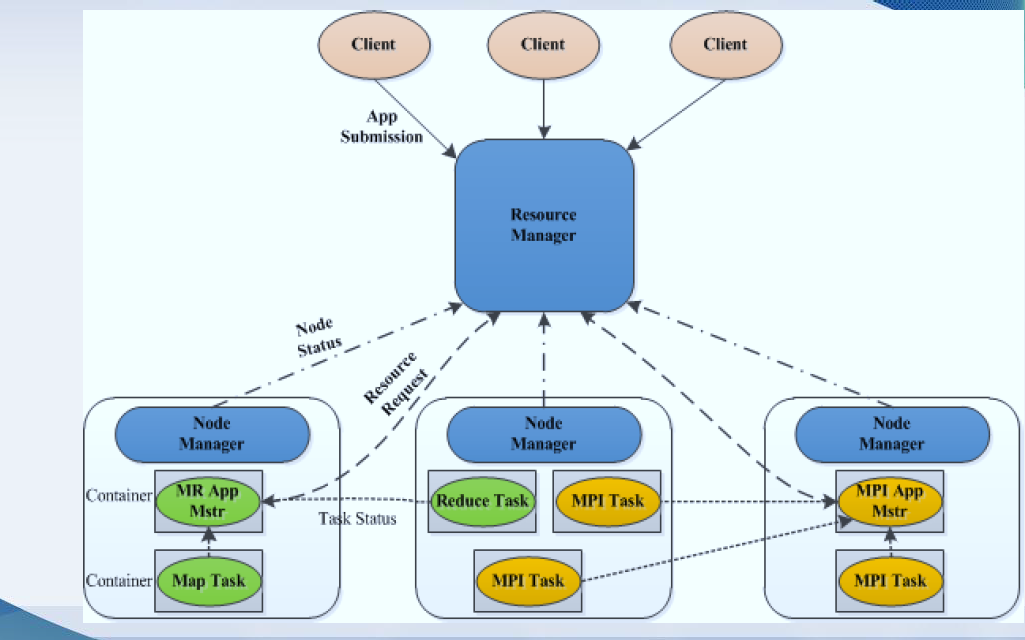 Client
Client
Client
App
Submission
Resource
Manager
Node
Status
Resource
Request
Node
Manager
Node
Manager
Node
Manager
Container
MR App
Mstr
Reduce Task
MPI Task
MPI App
Mstr
Task Status
Container
Map Task
MPI Task
MPI Task